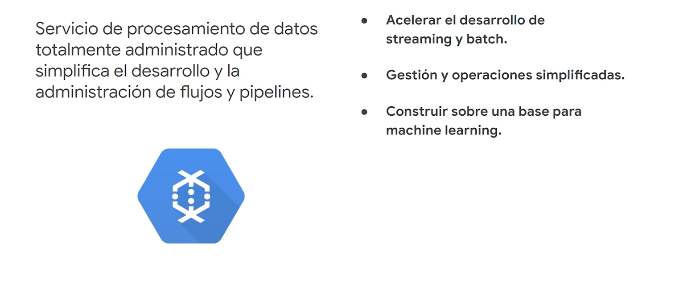 Servicio de procesamiento de datos
totalmente administrado que
simplifica el desarrollo y la
administración de flujos y pipelines.
● Acelerar el desarrollo de
streaming y batch.
● Gestión y operaciones simplificadas.
● Construir sobre una base para
machine learning.